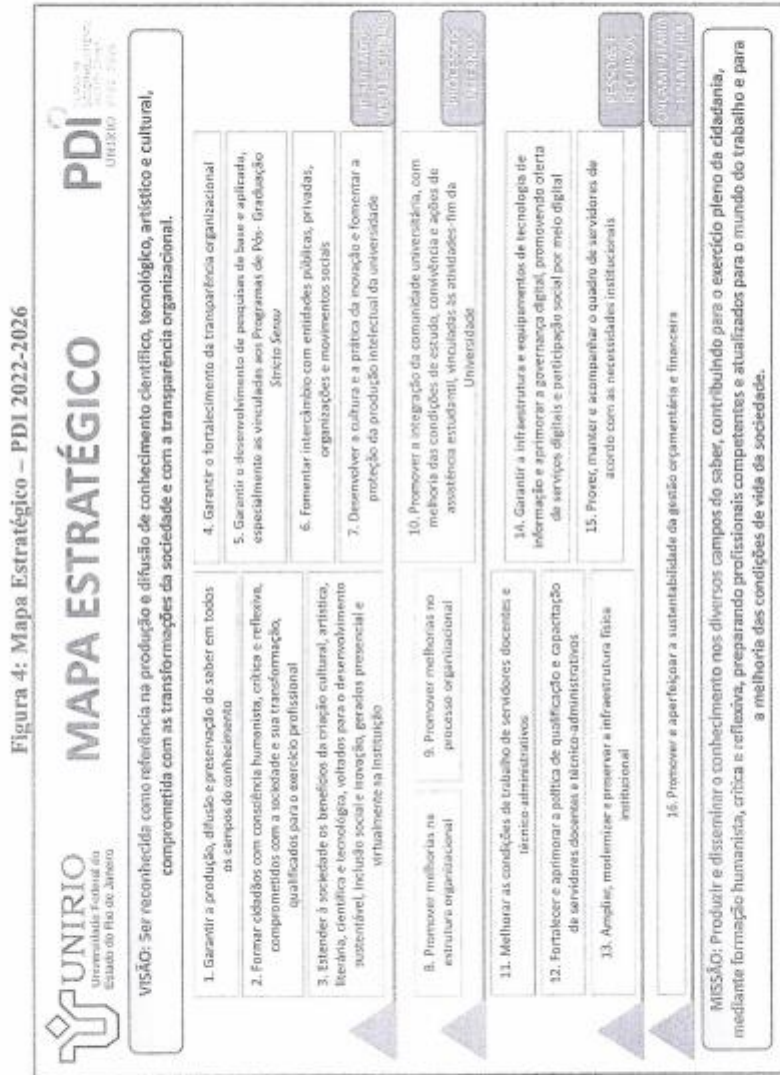 Figura 4: Mapa Estratégico – PDI 2022-2026
UNIRIO
Universidade Federal do
Estado do Rio de Janeiro
MAPA ESTRATÉGICO
PDI
UNIRIO
VISÃO: Ser reconhecida como referência na produção e difusão de conhecimento científico, tecnológico, artístico e cultural,
comprometida com as transformações da sociedade e com a transparência organizacional.
1. Garantir a produção, difusão e preservação do saber em todos
os campos do conhecimento
2. Formar cidadãos com consciência humanista, crítica e reflexiva,
comprometidos com a sociedade e sua transformação,
qualificados para o exercício profissional
3. Estender à sociedade os benefícios da criação cultural, artística,
literária, científica e tecnológica, voltados para o desenvolvimento
sustentável, inclusão social e inovação, gerados presencial e
virtualmente na Instituição
4. Garantir o fortalecimento da transparência organizacional
5. Garantir o desenvolvimento de pesquisas de base e aplicada,
especialmente as vinculadas aos Programas de Pós- Graduação
Stricto Sensu
6. Fomentar intercâmbio com entidades públicas, privadas,
organizações e movimentos sociais
7. Desenvolver a cultura e a prática da inovação e fomentar a
proteção da produção intelectual da universidade
RESULTADOS
INSTITUCIONAIS
8. Promover melhorias na
estrutura organizacional
9. Promover melhorias no
processo organizacional
10. Promover a integração da comunidade universitária, com
melhoria das condições de estudo, convivência e ações de
assistência estudantil, vinculadas às atividades-fim da
Universidade
PROCESSOS
INTERNOS
11. Melhorar as condições de trabalho de servidores docentes e
técnico-administrativos
12. Fortalecer e aprimorar a política de qualificação e capacitação
de servidores docentes e técnico-administrativos
13. Ampliar, modernizar e preservar a infraestrutura física
institucional
14. Garantir a infraestrutura e equipamentos de tecnologia de
informação e aprimorar a governança digital, promovendo oferta
de serviços digitais e participação social por meio digital
15. Prover, manter e acompanhar o quadro de servidores de
acordo com as necessidades institucionais
PESSOAS E
RECURSOS
16. Promover e aperfeiçoar a sustentabilidade da gestão orçamentária e financeira
ORÇAMENTÁRIA
E FINANCEIRA
MISSÃO: Produzir e disseminar o conhecimento nos diversos campos do saber, contribuindo para o exercício pleno da cidadania,
mediante formação humanista, crítica e reflexiva, preparando profissionais competentes e atualizados para o mundo do trabalho e para
a melhoria das condições de vida da sociedade.